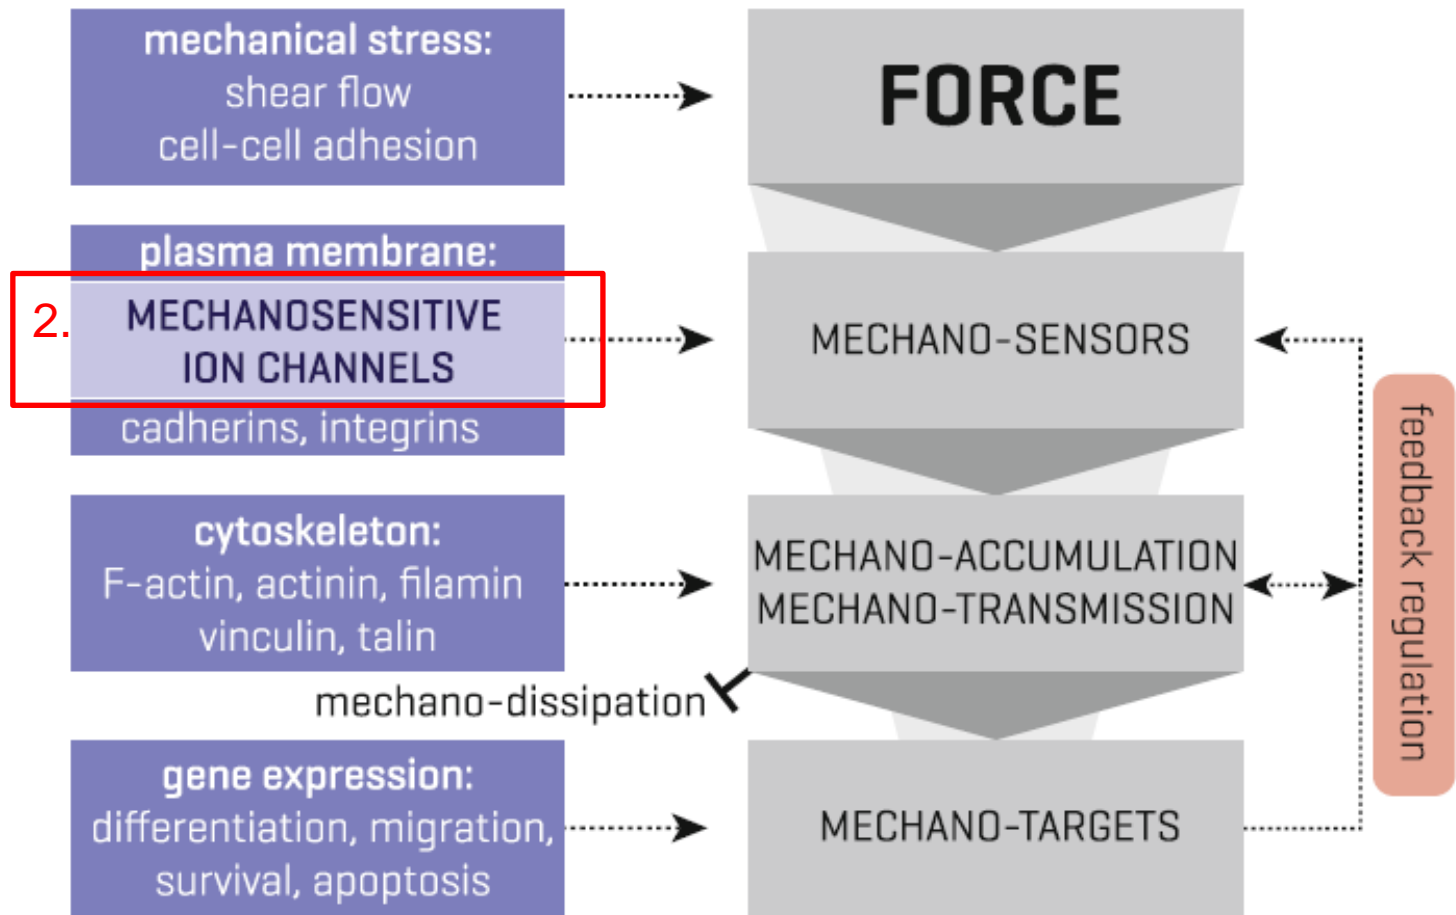 mechanical stress:
shear flow
cell-cell adhesion
FORCE
plasma membrane:
2.
MECHANOSENSITIVE
ION CHANNELS
cadherins, integrins
MECHANO-SENSORS
cytoskeleton:
F-actin, actinin, filamin
vinculin, talin
MECHANO-ACCUMULATION
MECHANO-TRANSMISSION
mechano-dissipation
gene expression:
differentiation, migration,
survival, apoptosis
MECHANO-TARGETS
feedback regulation